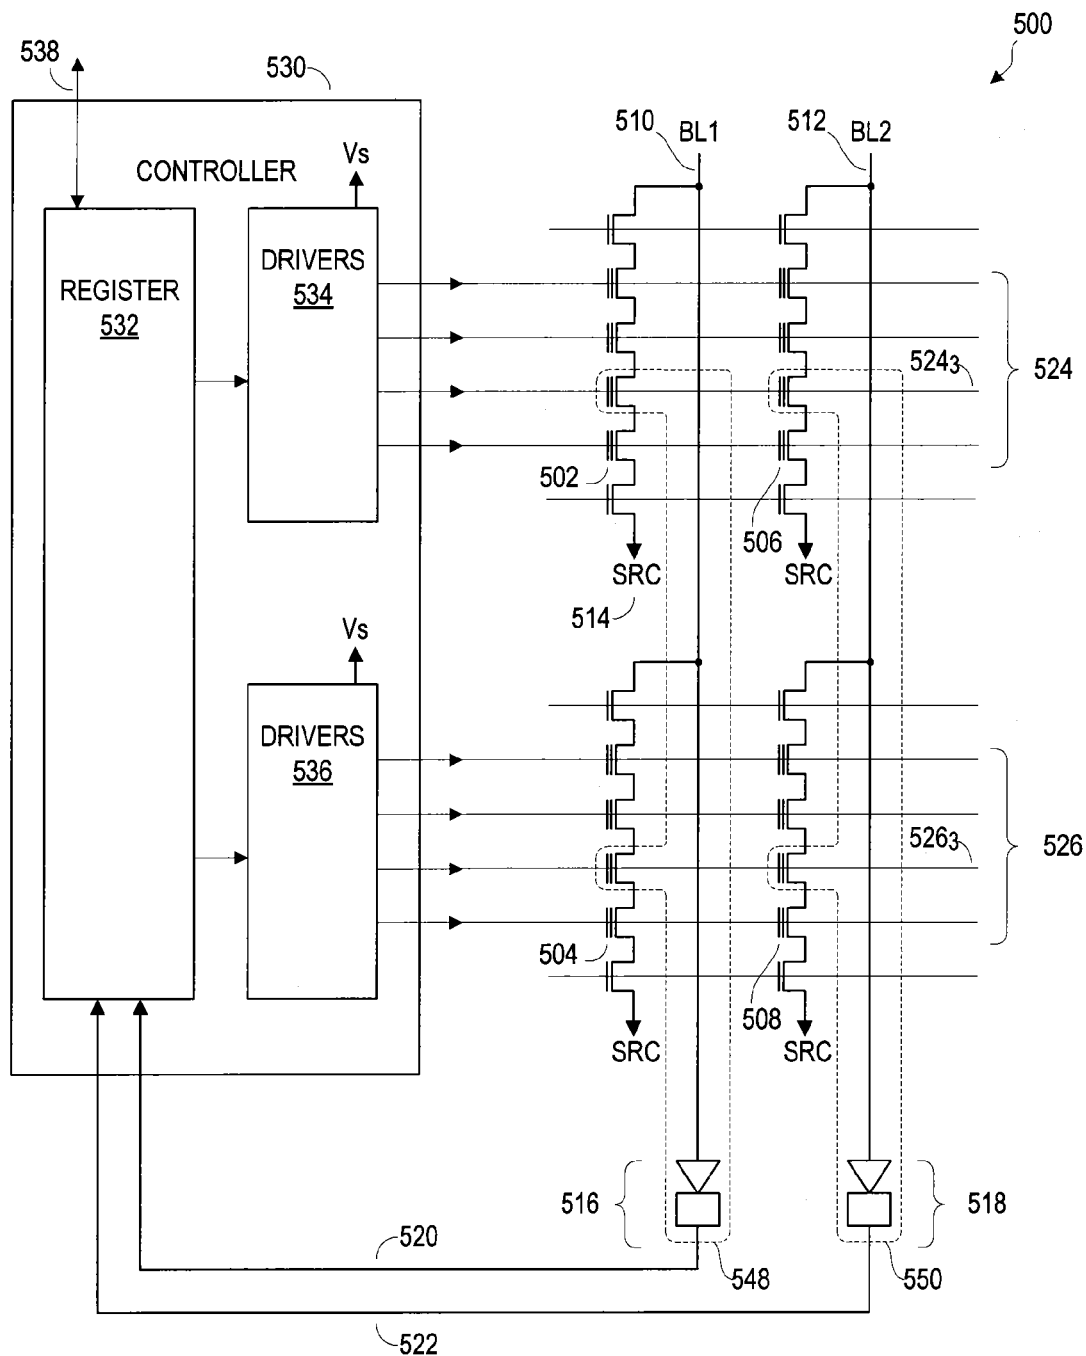 500
538
530
510
BL1
512
BL2
Vs
CONTROLLER
DRIVERS
534
REGISTER
532
524₃
524
502
506
SRC
SRC
514
Vs
DRIVERS
536
526₃
526
504
508
SRC
SRC
516
518
520
548
550
522